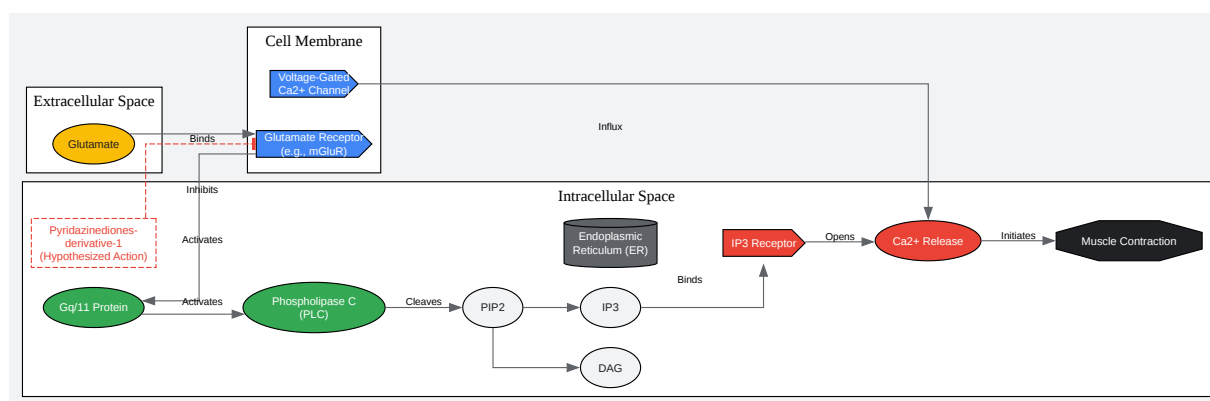 Cell Membrane
Voltage-Gated
Ca2+ Channel
Extracellular Space
Glutamate
Binds
Glutamate Receptor
(e.g., mGluR)
Influx
Inhibits
Intracellular Space
Pyridazinediones-
derivative-1
(Hypothesized Action)
Activates
Endoplasmic
Reticulum (ER)
IP3 Receptor
Opens
Ca2+ Release
Initiates
Muscle Contraction
Binds
Gq/11 Protein
Activates
Phospholipase C
(PLC)
Cleaves
PIP2
IP3
DAG